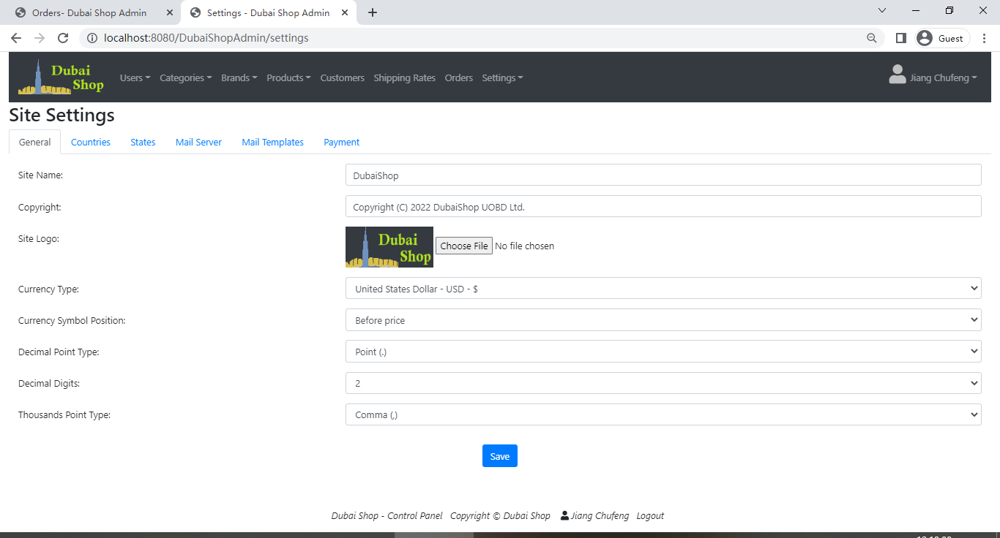 Orders- Dubai Shop Admin Settings - Dubai Shop Admin
localhost:8080/DubaiShopAdmin/settings Guest
Dubai Shop Users Categories Brands Products Customers Shipping Rates Orders Settings Jiang Chufeng
Site Settings
General Countries States Mail Server Mail Templates Payment
Site Name: DubaiShop
Copyright: Copyright (C) 2022 DubaiShop UOBD Ltd.
Site Logo: Dubai Shop Choose File No file chosen
Currency Type: United States Dollar - USD - $
Currency Symbol Position: Before price
Decimal Point Type: Point (.)
Decimal Digits: 2
Thousands Point Type: Comma (,)
Save
Dubai Shop - Control Panel Copyright © Dubai Shop Jiang Chufeng Logout